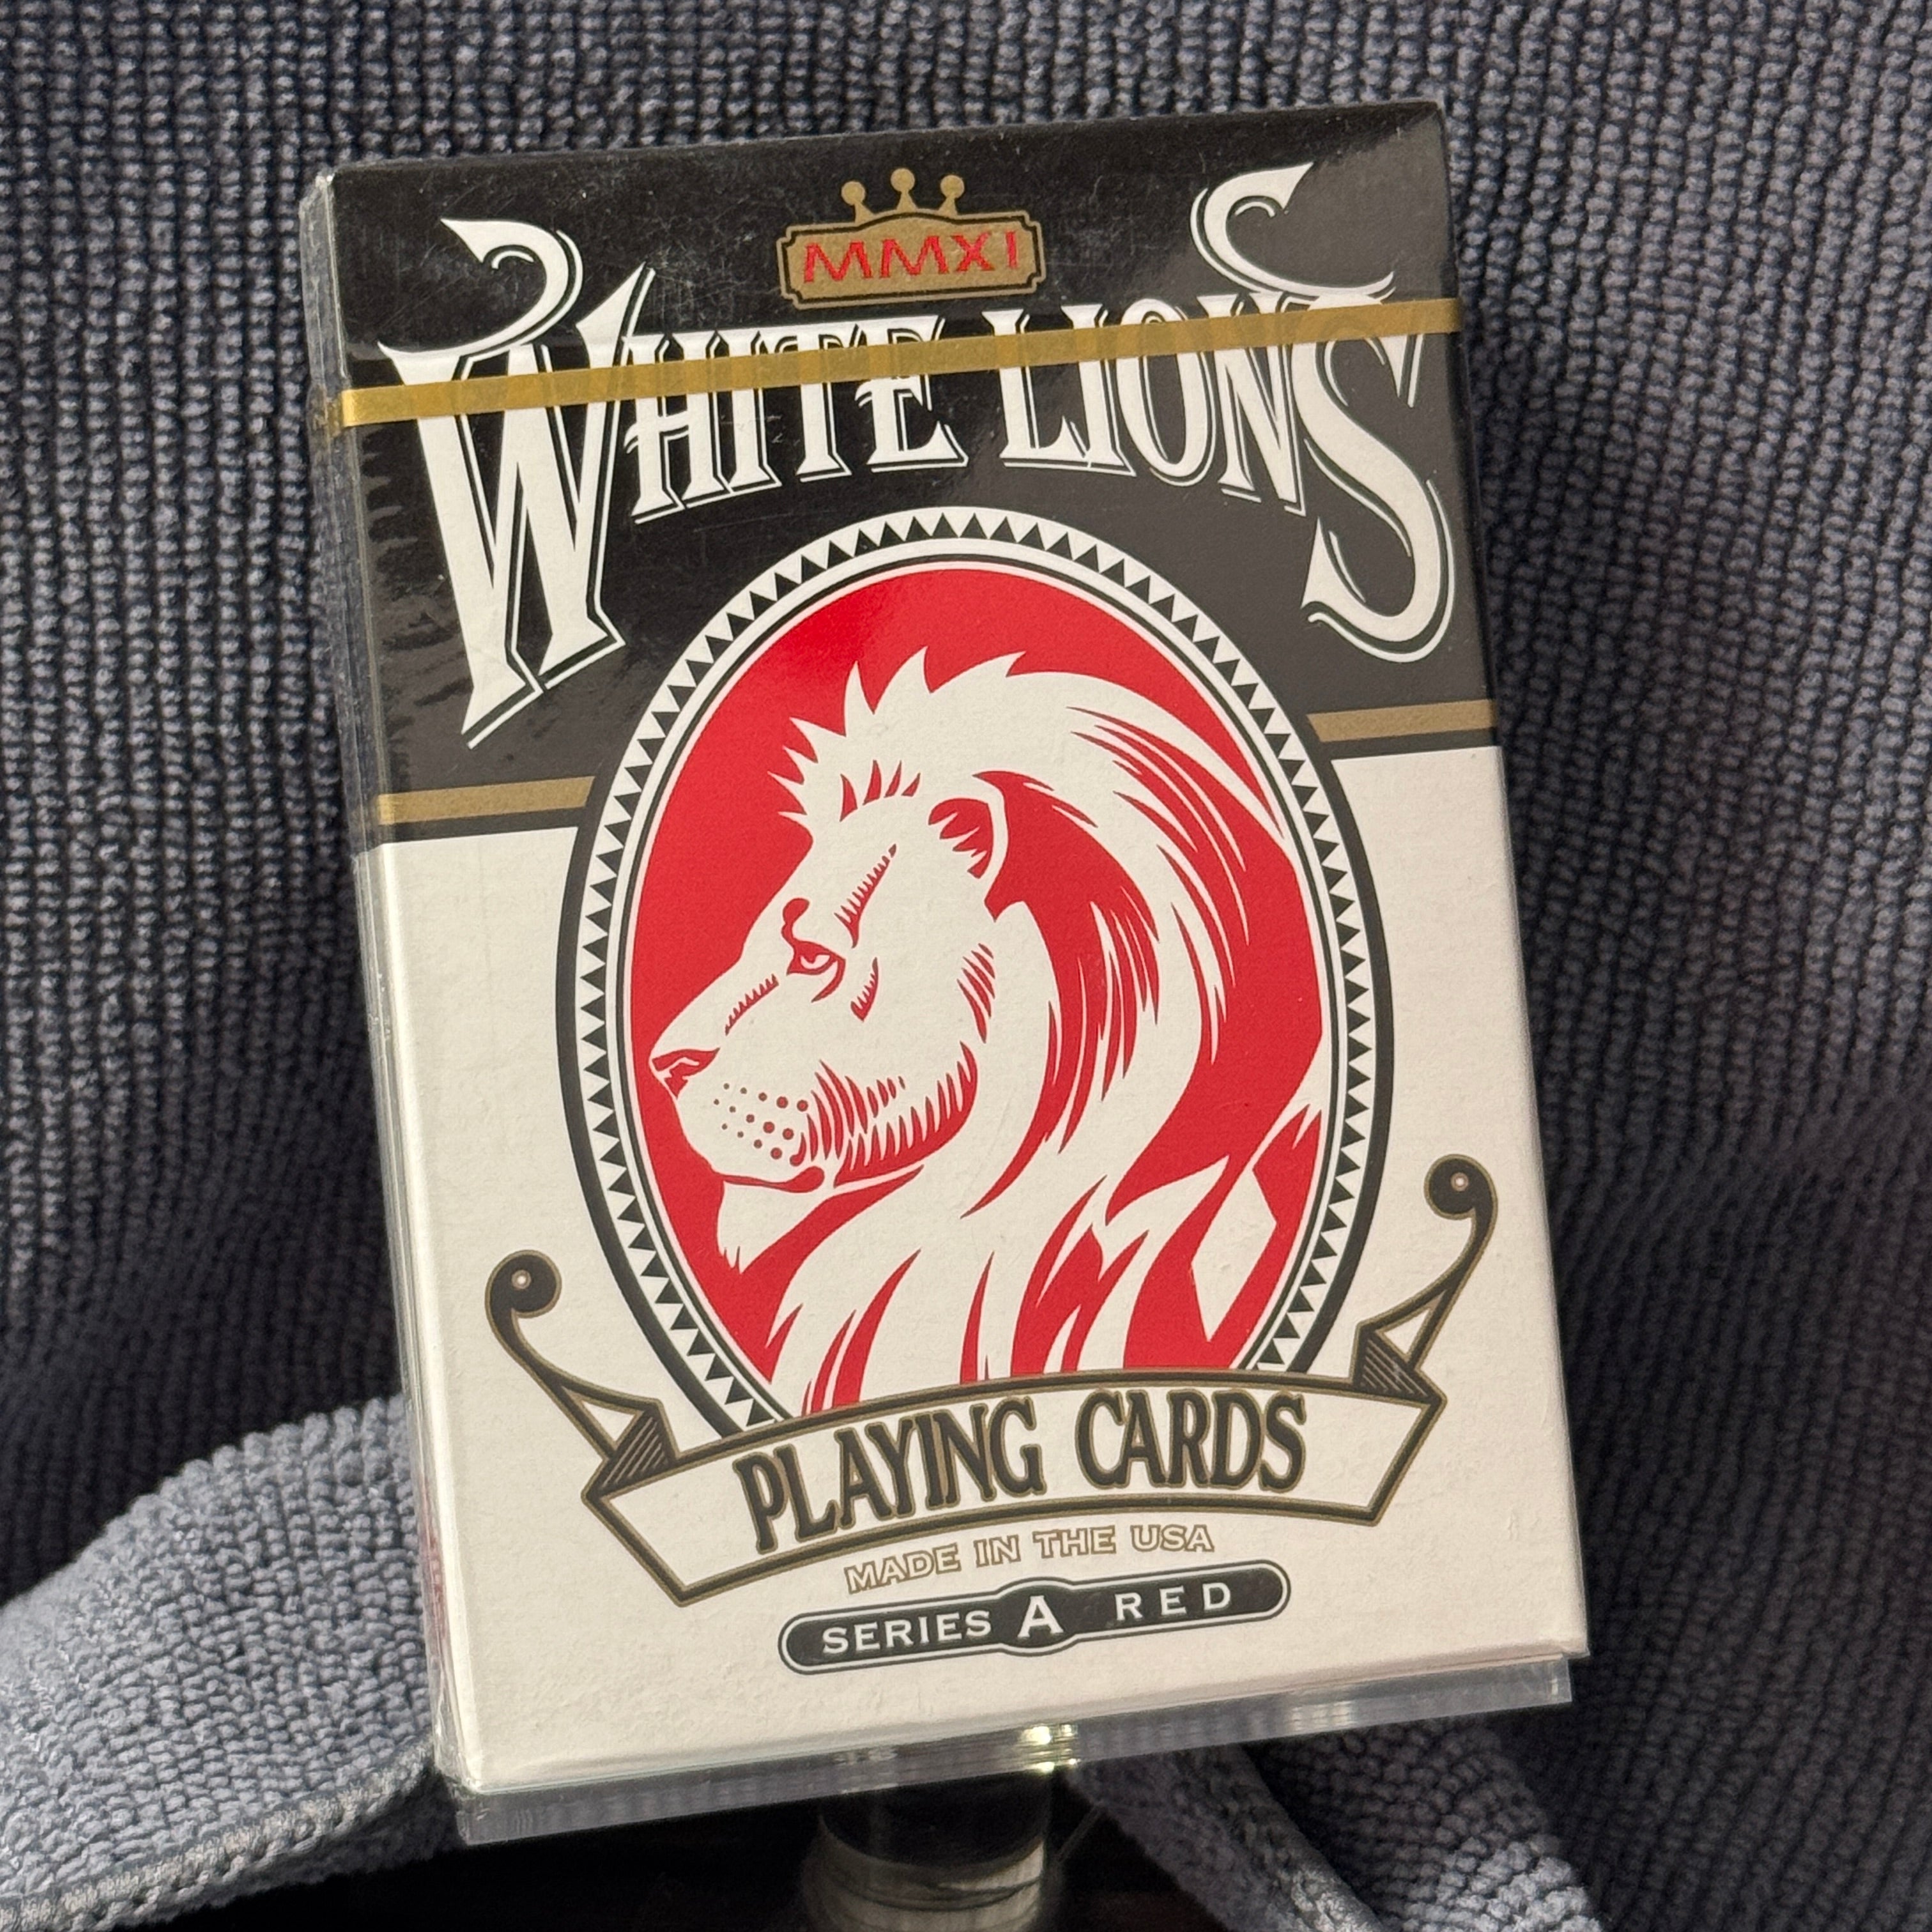 MMXI
WHITE LIONS
PLAYING CARDS
MADE IN THE USA
SERIES A RED